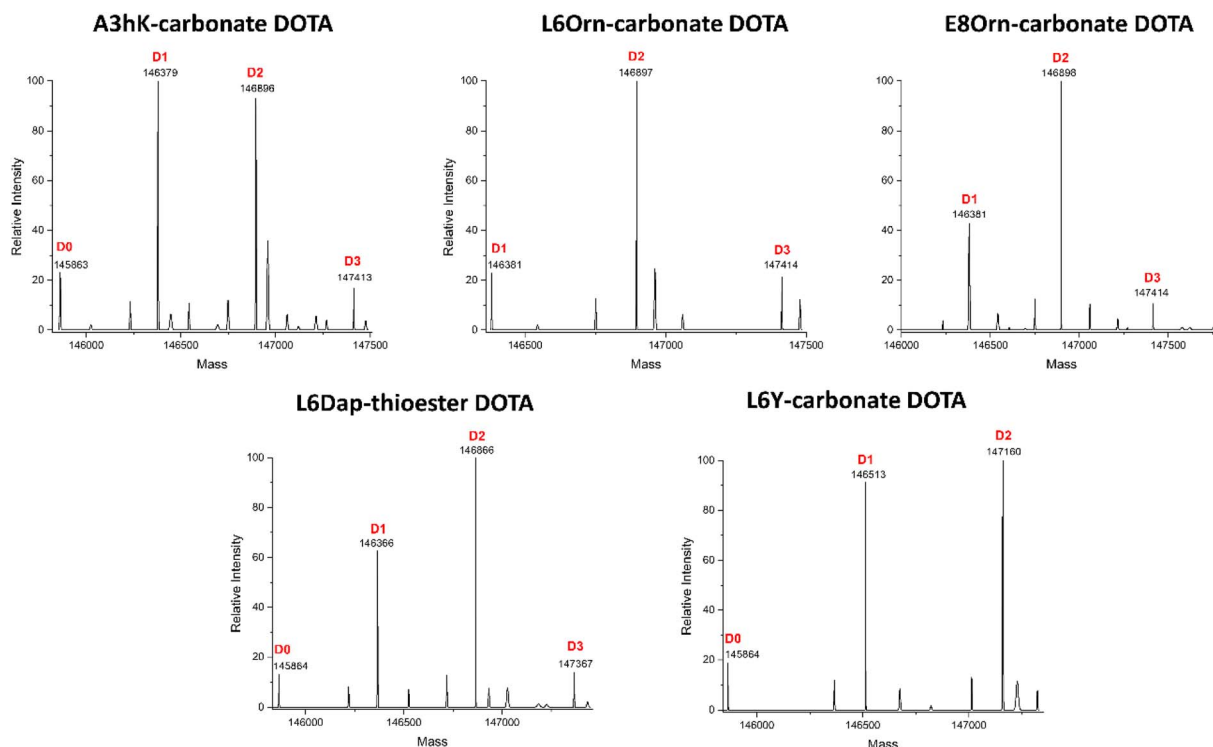 A3hK-carbonate DOTA
D1
146379
D2
146896
D0
145863
D3
147413
100
80
60
40
20
0
Relative Intensity
146000 146500 147000 147500
Mass
L6Orn-carbonate DOTA
D2
146897
D1
146381
D3
147414
100
80
60
40
20
0
Relative Intensity
146500 147000 147500
Mass
E8Orn-carbonate DOTA
D2
146898
D1
146381
D3
147414
100
80
60
40
20
0
Relative Intensity
146000 146500 147000 147500
Mass
L6Dap-thioester DOTA
D2
146866
D1
146366
D0
145864
D3
147367
100
80
60
40
20
0
Relative Intensity
146000 146500 147000
Mass
L6Y-carbonate DOTA
D2
147160
D1
146513
D0
145864
100
80
60
40
20
0
Relative Intensity
146000 146500 147000
Mass